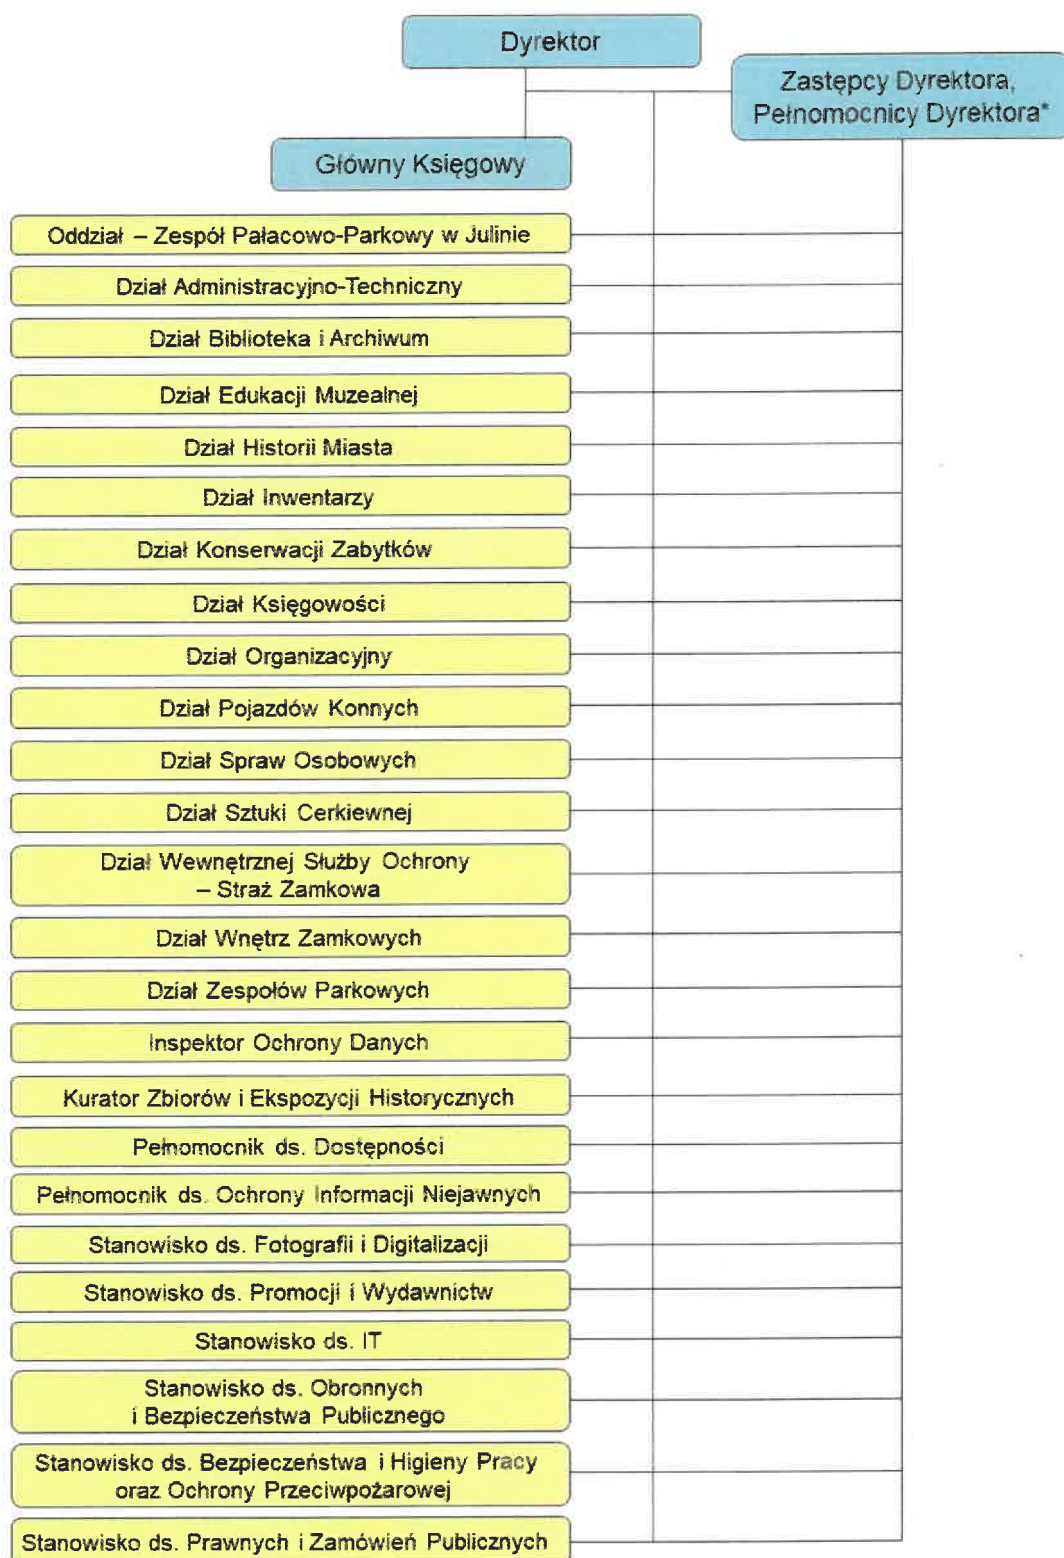 Dyrektor
Zastępcy Dyrektora,
Pełnomocnicy Dyrektora*
Główny Księgowy
Oddział – Zespół Pałacowo-Parkowy w Julinie
Dział Administracyjno-Techniczny
Dział Biblioteka i Archiwum
Dział Edukacji Muzealnej
Dział Historii Miasta
Dział Inwentarzy
Dział Konserwacji Zabytków
Dział Księgowości
Dział Organizacyjny
Dział Pojazdów Konnych
Dział Spraw Osobowych
Dział Sztuki Cerkiewnej
Dział Wewnętrznej Służby Ochrony
– Straż Zamkowa
Dział Wnętrz Zamkowych
Dział Zespołów Parkowych
Inspektor Ochrony Danych
Kurator Zbiorów i Ekspozycji Historycznych
Pełnomocnik ds. Dostępności
Pełnomocnik ds. Ochrony Informacji Niejawnych
Stanowisko ds. Fotografii i Digitalizacji
Stanowisko ds. Promocji i Wydawnictw
Stanowisko ds. IT
Stanowisko ds. Obronnych
i Bezpieczeństwa Publicznego
Stanowisko ds. Bezpieczeństwa i Higieny Pracy
oraz Ochrony Przeciwpożarowej
Stanowisko ds. Prawnych i Zamówień Publicznych